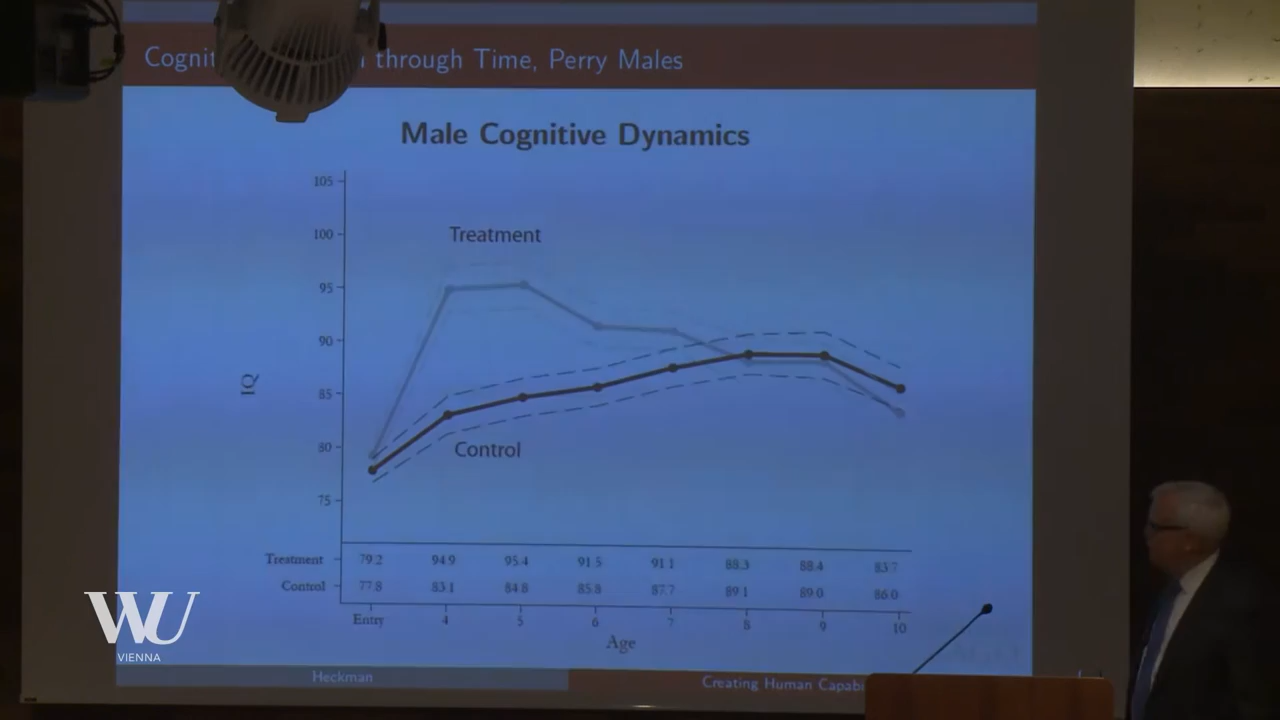 through Time, Perry Males
Male Cognitive Dynamics
105
100
Treatment
95
90
85
80
75
IQ
Control
Treatment 79.2 94.9 95.4 91.5 91.1 88.3 88.4 83.7
Control 77.8 83.1 84.8 85.8 87.7 89.1 89.0 86.0
Entry 4 5 6 7 8 9 10
Age
WU
VIENNA
Heckman
Creating Human